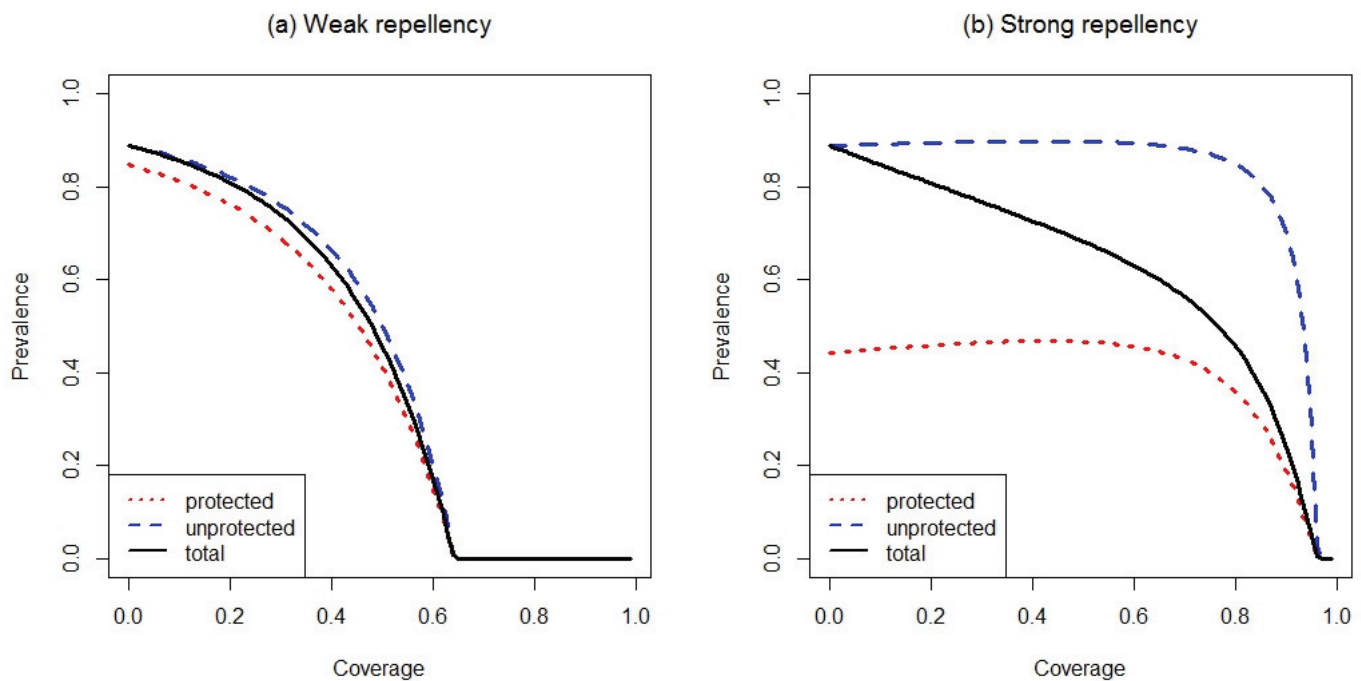 (a) Weak repellency
1.0
0.8
0.6
0.4
0.2
0.0
Prevalence
protected
unprotected
total
0.0 0.2 0.4 0.6 0.8 1.0
Coverage
(b) Strong repellency
1.0
0.8
0.6
0.4
0.2
0.0
Prevalence
protected
unprotected
total
0.0 0.2 0.4 0.6 0.8 1.0
Coverage